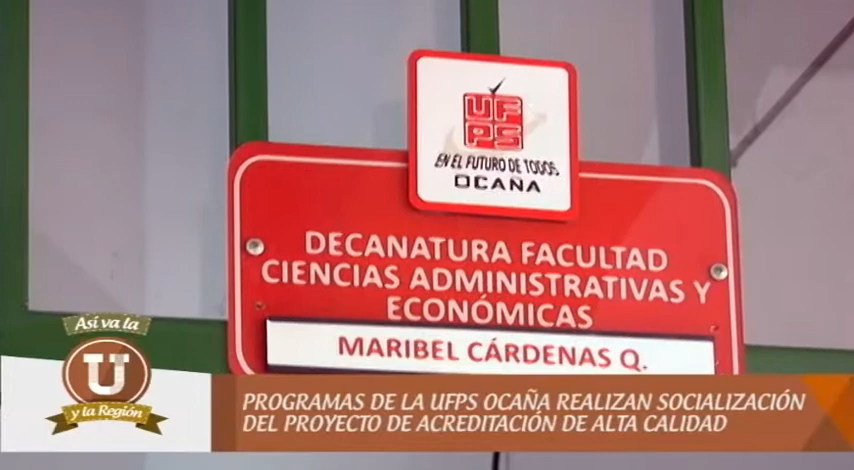 UFPS
EN EL FUTURO DE TODOS
OCAÑA
DECANATURA FACULTAD
CIENCIAS ADMINISTRATIVAS Y
ECONÓMICAS
MARIBEL CÁRDENAS Q.
Así va la
U
y la Región
PROGRAMAS DE LA UFPS OCAÑA REALIZAN SOCIALIZACIÓN
DEL PROYECTO DE ACREDITACIÓN DE ALTA CALIDAD